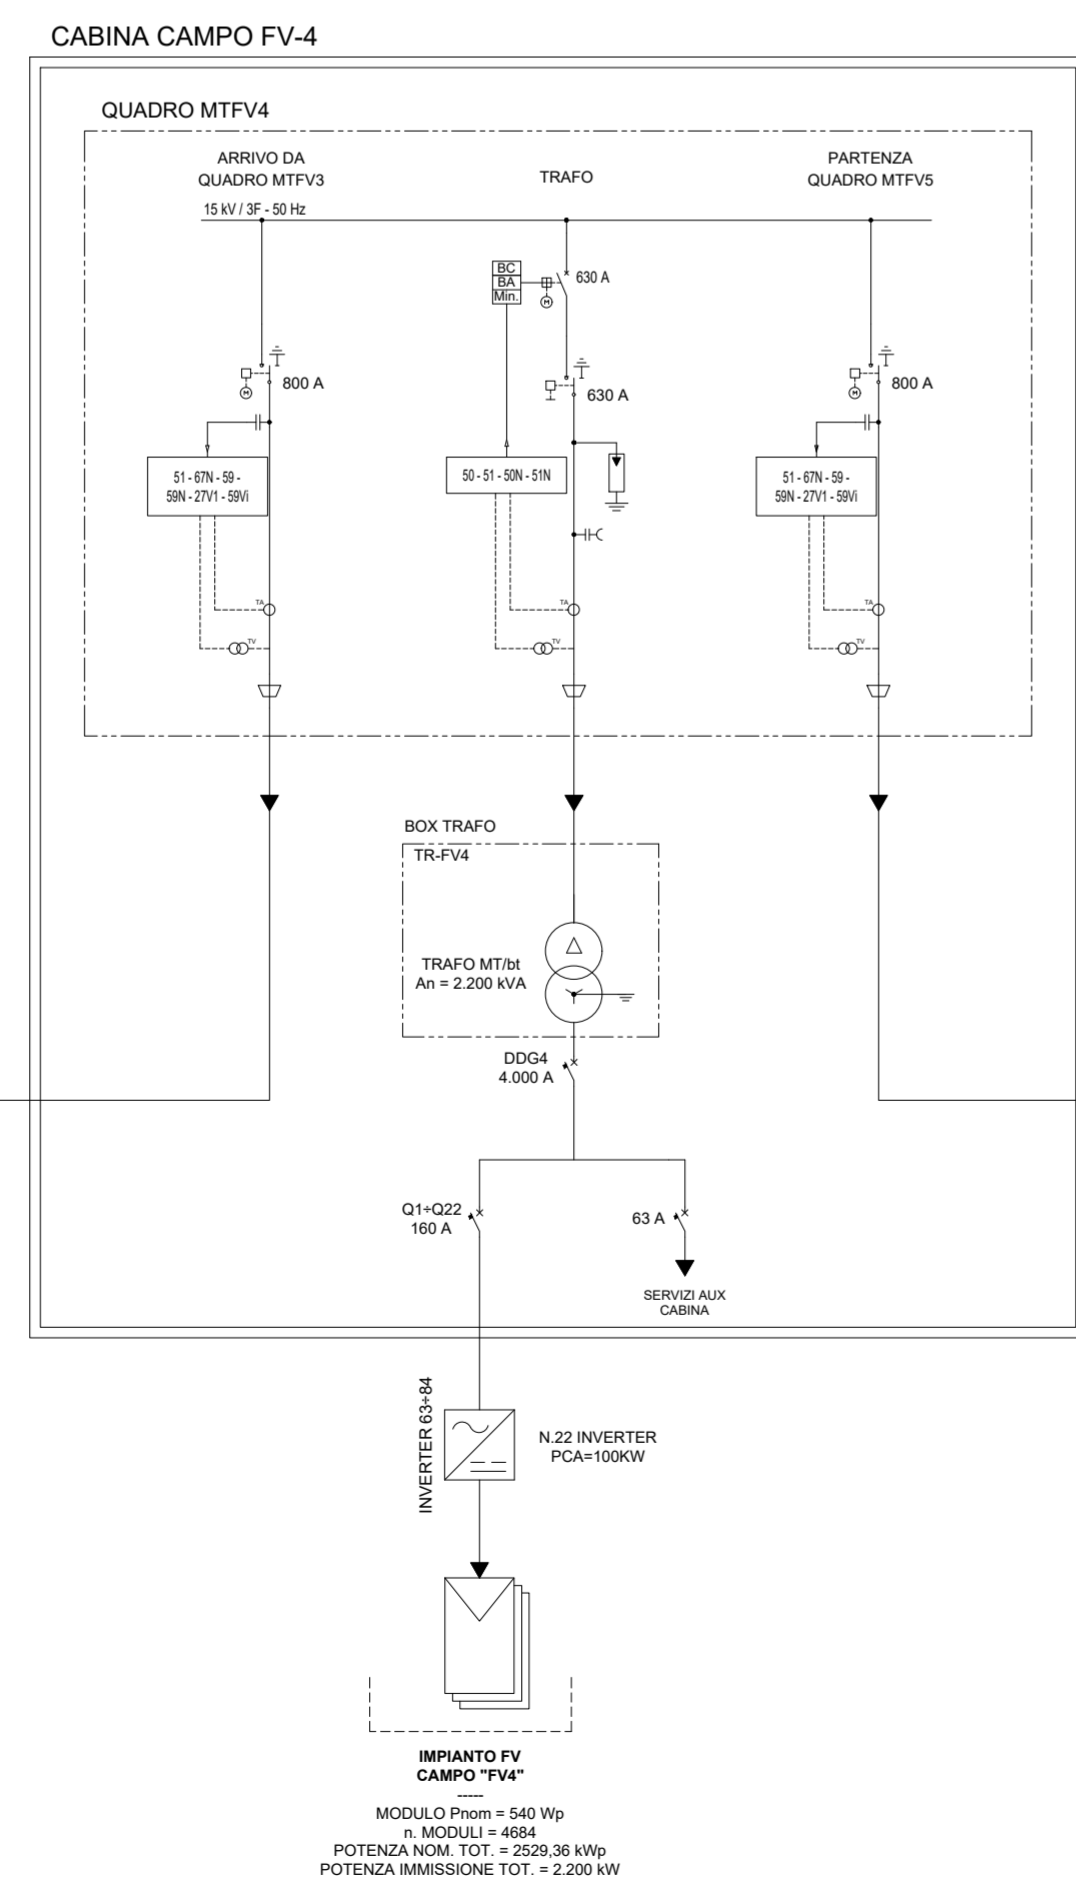 CABINA CAMPO FV-4
QUADRO MTFV4
ARRIVO DA
QUADRO MTFV3
TRAFO
PARTENZA
QUADRO MTFV5
15 kV / 3F - 50 Hz
BC
BA
Min.
M
630 A
M
800 A
630 A
M
800 A
51 - 67N - 59 -
59N - 27V1 - 59Vi
50 - 51 - 50N - 51N
51 - 67N - 59 -
59N - 27V1 - 59Vi
TA
TV
TA
TV
TA
TV
BOX TRAFO
TR-FV4
TRAFO MT/bt
An = 2.200 kVA
DDG4
4.000 A
Q1÷Q22
160 A
63 A
SERVIZI AUX
CABINA
INVERTER 63÷84
N.22 INVERTER
PCA=100KW
IMPIANTO FV
CAMPO "FV4"
-----
MODULO Pnom = 540 Wp
n. MODULI = 4684
POTENZA NOM. TOT. = 2529,36 kWp
POTENZA IMMISSIONE TOT. = 2.200 kW